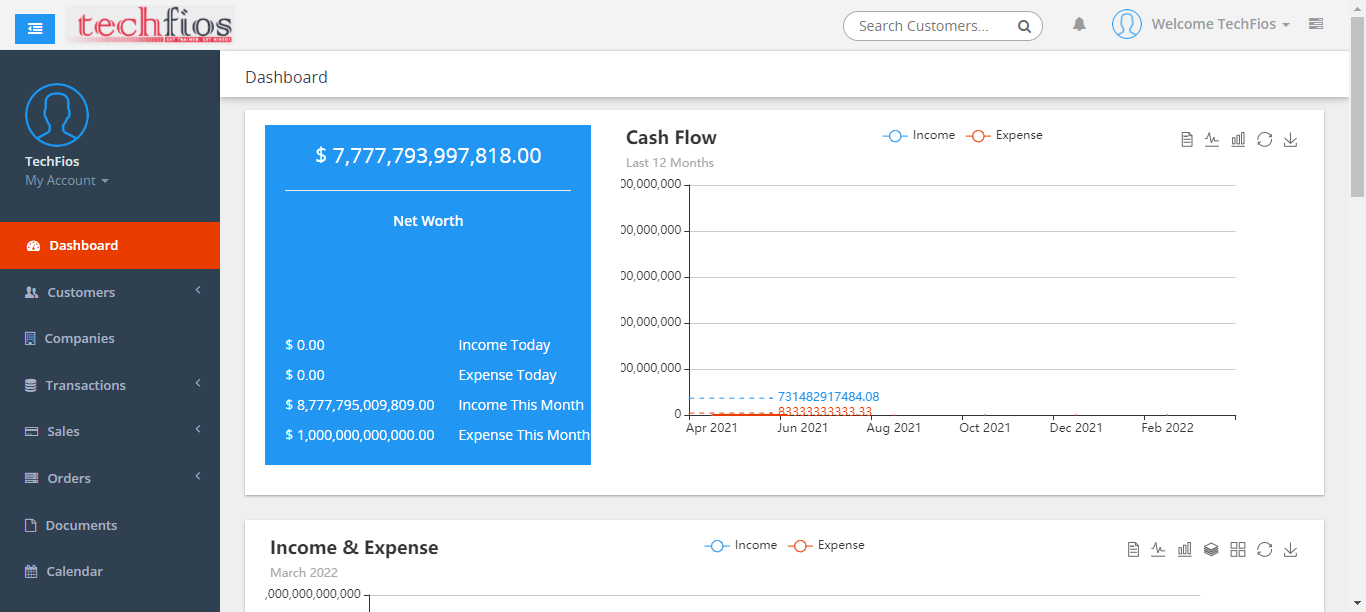 techfios
GET TRAINED. GET HIRED!
Search Customers...
Welcome TechFios
TechFios
My Account
Dashboard
Customers
Companies
Transactions
Sales
Orders
Documents
Calendar
Dashboard
$ 7,777,793,997,818.00
Net Worth
$ 0.00 Income Today
$ 0.00 Expense Today
$ 8,777,795,009,809.00 Income This Month
$ 1,000,000,000,000.00 Expense This Month
Cash Flow
Last 12 Months
Income Expense
00,000,000
00,000,000
00,000,000
00,000,000
00,000,000
0
731482917484.08
83333333333.33
Apr 2021 Jun 2021 Aug 2021 Oct 2021 Dec 2021 Feb 2022
Income & Expense
March 2022
Income Expense
,000,000,000,000